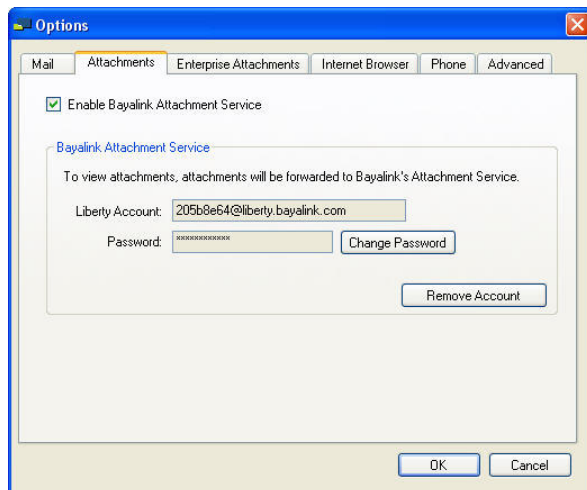 Options
Mail Attachments Enterprise Attachments Internet Browser Phone Advanced
Enable Bayalink Attachment Service
Bayalink Attachment Service
To view attachments, attachments will be forwarded to Bayalink's Attachment Service.
Liberty Account: 205b8e64@liberty.bayalink.com
Password: ************ Change Password
Remove Account
OK Cancel